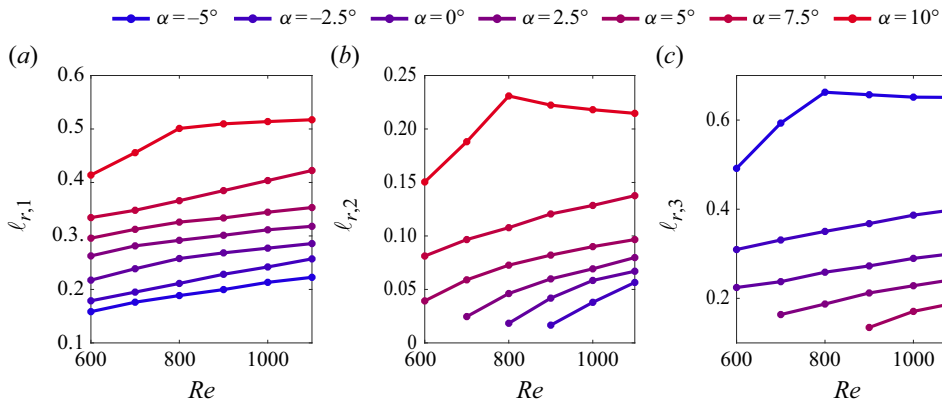 α = –5° α = –2.5° α = 0° α = 2.5° α = 5° α = 7.5° α = 10°
(a) (b) (c)
0.6 0.5 0.4 0.3 0.2 0.1
ℓr,1
600 800 1000
Re
0.25 0.20 0.15 0.10 0.05 0
ℓr,2
600 800 1000
Re
0.6 0.4 0.2
ℓr,3
600 800 1000
Re